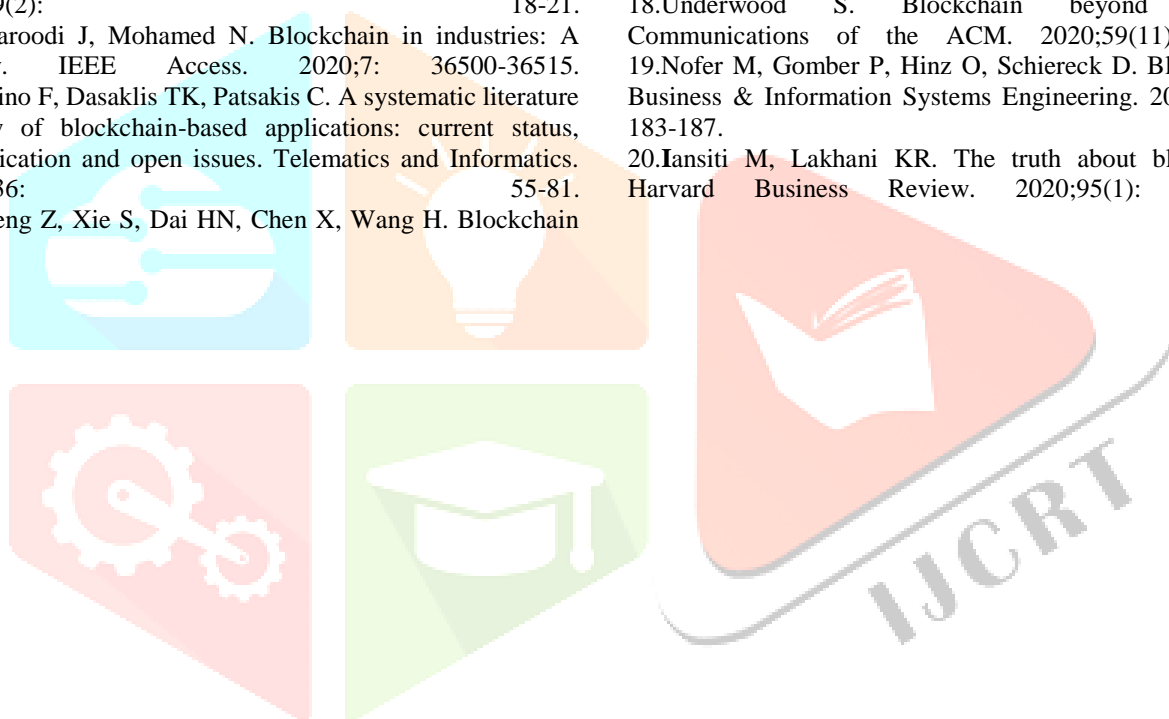 9(2): 18-21.
aroodi J, Mohamed N. Blockchain in industries: A
. IEEE Access. 2020;7: 36500-36515.
ino F, Dasaklis TK, Patsakis C. A systematic literature
of blockchain-based applications: current status,
ication and open issues. Telematics and Informatics.
36: 55-81.
eng Z, Xie S, Dai HN, Chen X, Wang H. Blockchain
18.Underwood S. Blockchain beyond
Communications of the ACM. 2020;59(11)
19.Nofer M, Gomber P, Hinz O, Schiereck D. Bl
Business & Information Systems Engineering. 20
183-187.
20.Iansiti M, Lakhani KR. The truth about bl
Harvard Business Review. 2020;95(1):
IJCRT